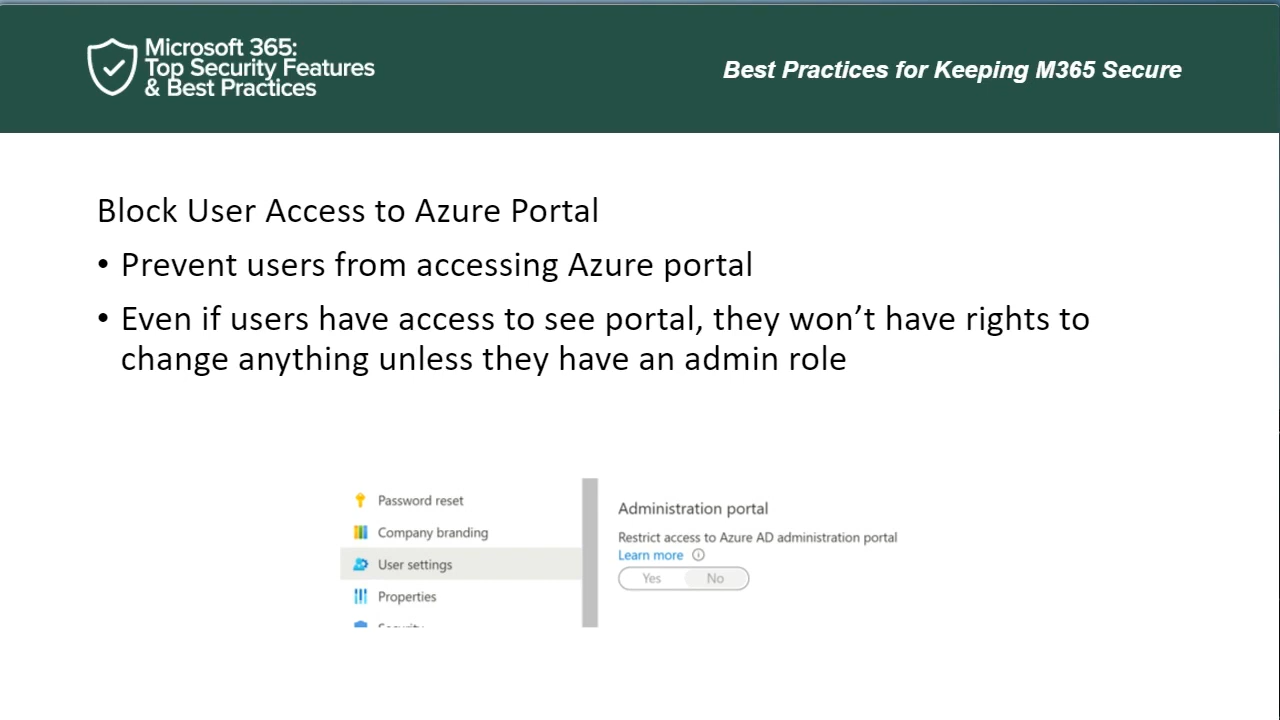 Microsoft 365:
Top Security Features
& Best Practices
Best Practices for Keeping M365 Secure
Block User Access to Azure Portal
• Prevent users from accessing Azure portal
• Even if users have access to see portal, they won’t have rights to
change anything unless they have an admin role
Password reset
Company branding
User settings
Properties
Security
Administration portal
Restrict access to Azure AD administration portal
Learn more
Yes No